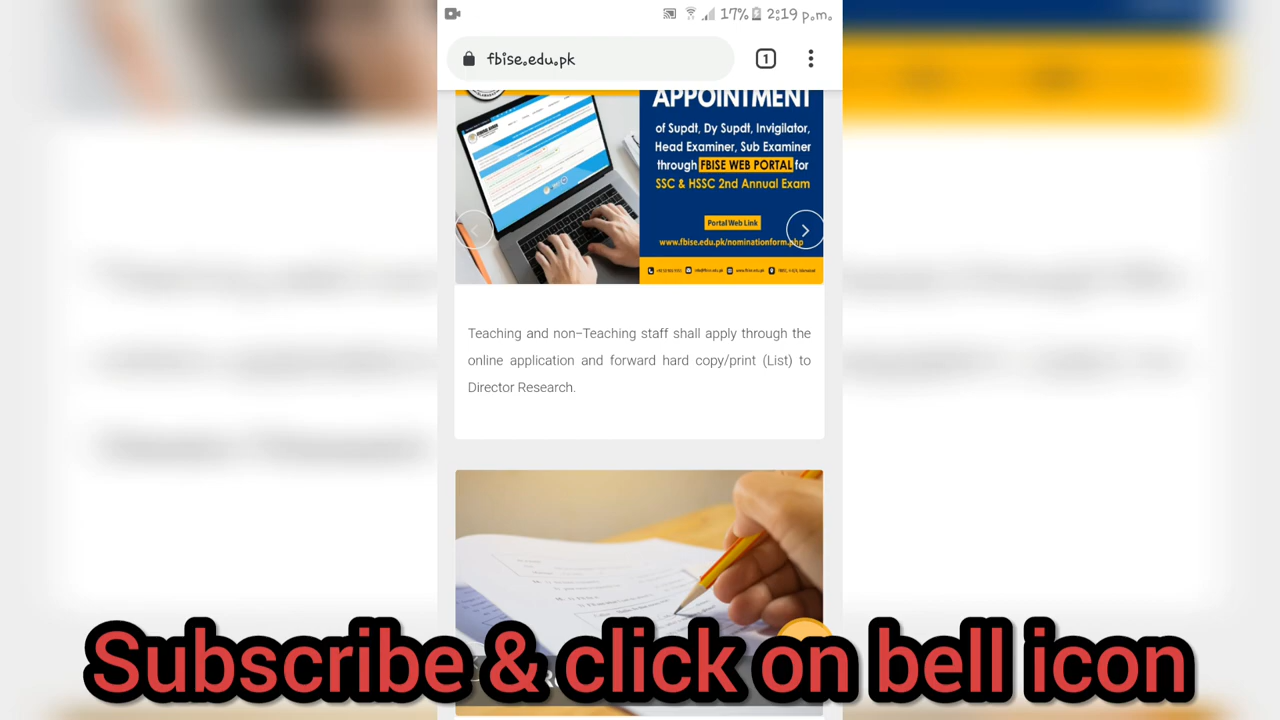 17% 2:19 p.m.
fbise.edu.pk
1
APPOINTMENT
of Supdt, Dy Supdt, Invigilator,
Head Examiner, Sub Examiner
through FBISE WEB PORTAL for
SSC & HSSC 2nd Annual Exam
Portal Web Link
www.fbise.edu.pk/nominationform.php
Teaching and non-Teaching staff shall apply through the
online application and forward hard copy/print (List) to
Director Research.
Subscribe & click on bell icon